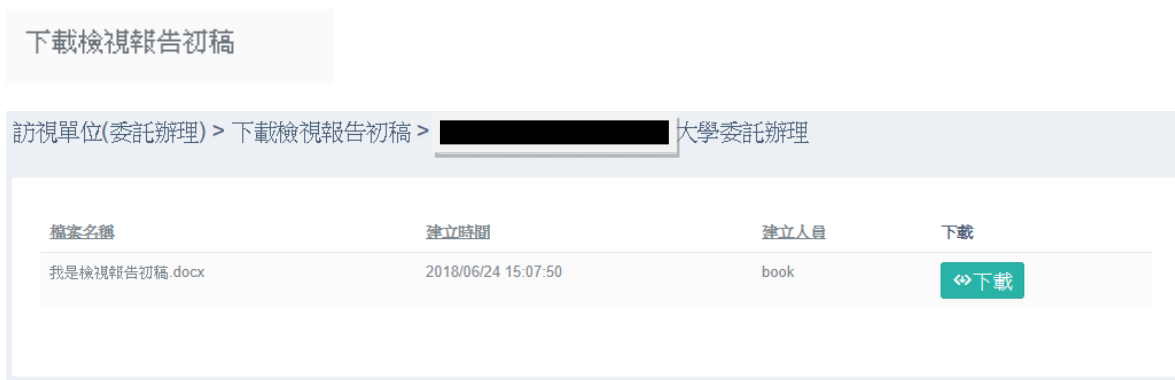 下載檢視報告初稿
訪視單位(委託辦理) > 下載檢視報告初稿 > 大學委託辦理
檔案名稱 建立時間 建立人員 下載
我是檢視報告初稿.docx 2018/06/24 15:07:50 book 下載